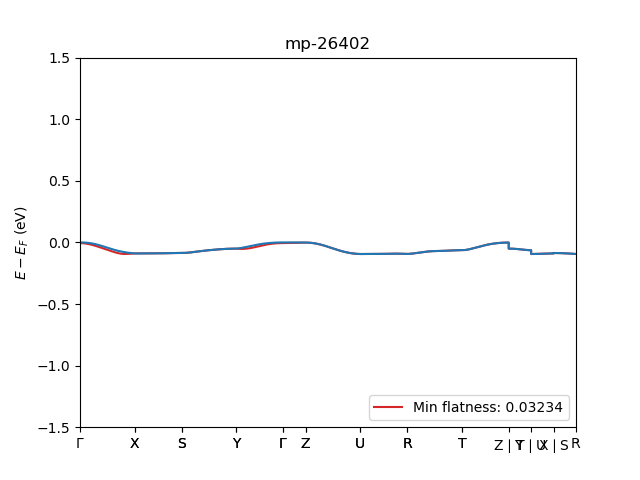 mp-26402
1.5
1.0
0.5
0.0
−0.5
−1.0
−1.5
E − E_F (eV)
Min flatness: 0.03234
Γ X S Y Γ Z U R T Z | Y T | U X | S R